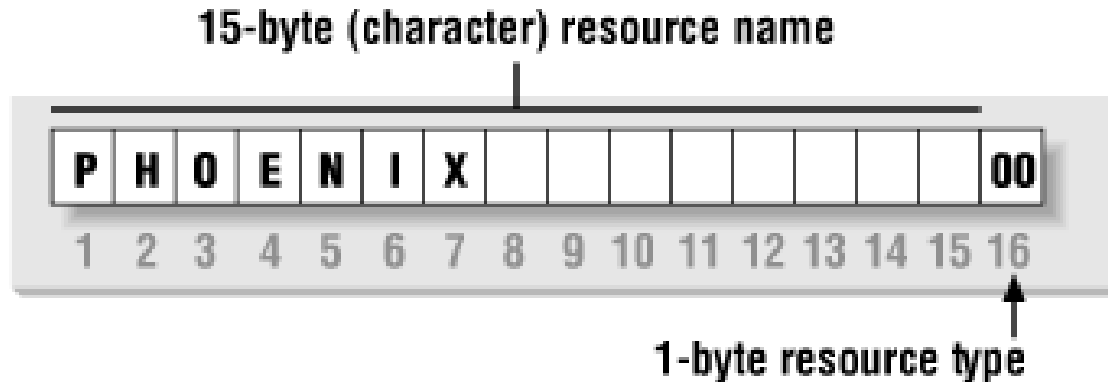 15-byte (character) resource name
P H O E N I X 00
1 2 3 4 5 6 7 8 9 10 11 12 13 14 15 16
1-byte resource type